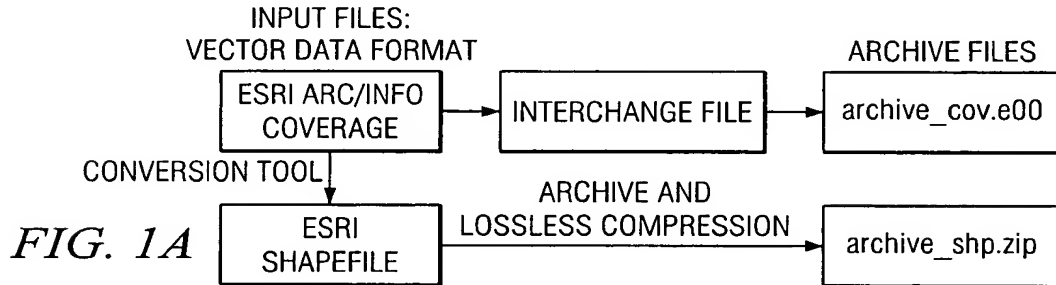 INPUT FILES:
VECTOR DATA FORMAT
ARCHIVE FILES
ESRI ARC/INFO
COVERAGE
INTERCHANGE FILE
archive_cov.e00
CONVERSION TOOL
ARCHIVE AND
LOSSLESS COMPRESSION
ESRI
SHAPEFILE
archive_shp.zip
FIG. 1A